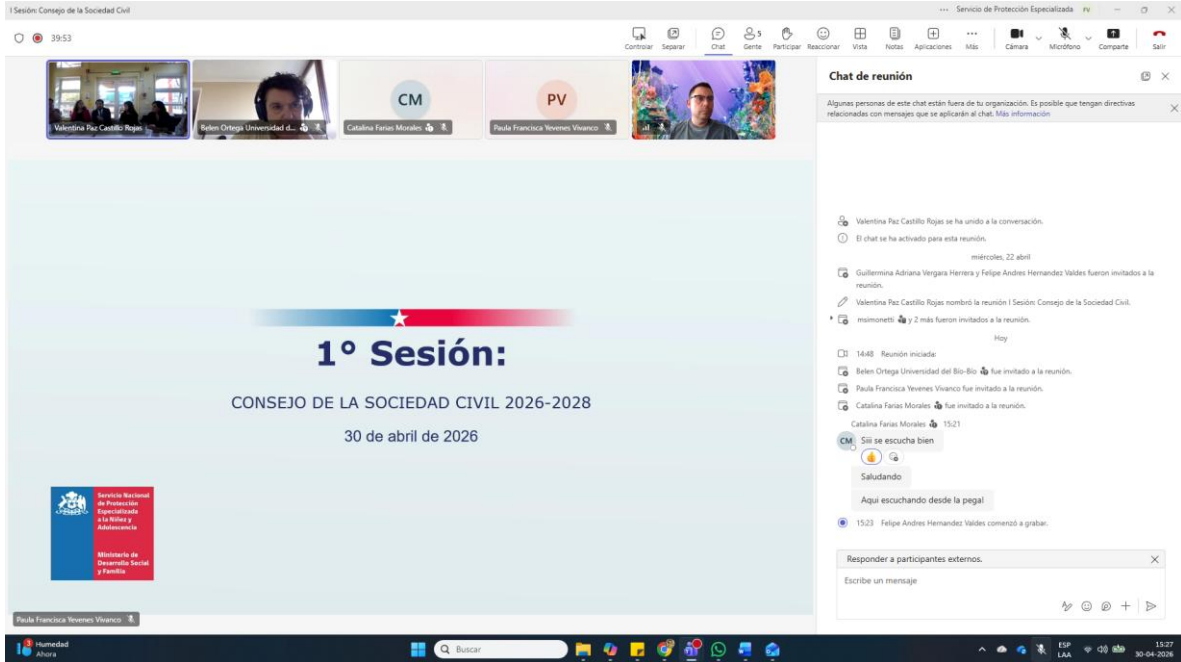 I Sesión: Consejo de la Sociedad Civil
Servicio de Protección Especializada PV
39:53
Controlar Separar Chat 5 Gente Participar Reaccionar Vista Notas Aplicaciones Más Cámara Micrófono Comparte Salir
Valentina Paz Castillo Rojas
Belen Ortega Universidad d...
CM
Catalina Farias Morales
PV
Paula Francisca Yevenes Vivanco
1° Sesión:
CONSEJO DE LA SOCIEDAD CIVIL 2026-2028
30 de abril de 2026
Servicio Nacional
de Protección
Especializada
a la Niñez y
Adolescencia
Ministerio de
Desarrollo Social
y Familia
Paula Francisca Yevenes Vivanco
Chat de reunión
Algunas personas de este chat están fuera de tu organización. Es posible que tengan directivas
relacionadas con mensajes que se aplicarán al chat. Más información
Valentina Paz Castillo Rojas se ha unido a la conversación.
El chat se ha activado para esta reunión.
miércoles, 22 abril
Guillermina Adriana Vergara Herrera y Felipe Andres Hernandez Valdes fueron invitados a la
reunión.
Valentina Paz Castillo Rojas nombró la reunión I Sesión: Consejo de la Sociedad Civil.
msimonetti y 2 más fueron invitados a la reunión.
Hoy
14:48 Reunión iniciada
Belen Ortega Universidad del Bío-Bío fue invitado a la reunión.
Paula Francisca Yevenes Vivanco fue invitado a la reunión.
Catalina Farias Morales fue invitado a la reunión.
Catalina Farias Morales 15:21
CM Siii se escucha bien
Saludando
Aqui escuchando desde la pegal
15:23 Felipe Andres Hernandez Valdes comenzó a grabar.
Responder a participantes externos.
Escribe un mensaje
3 Humedad
Ahora
Buscar
ESP
LAA
15:27
30-04-2026